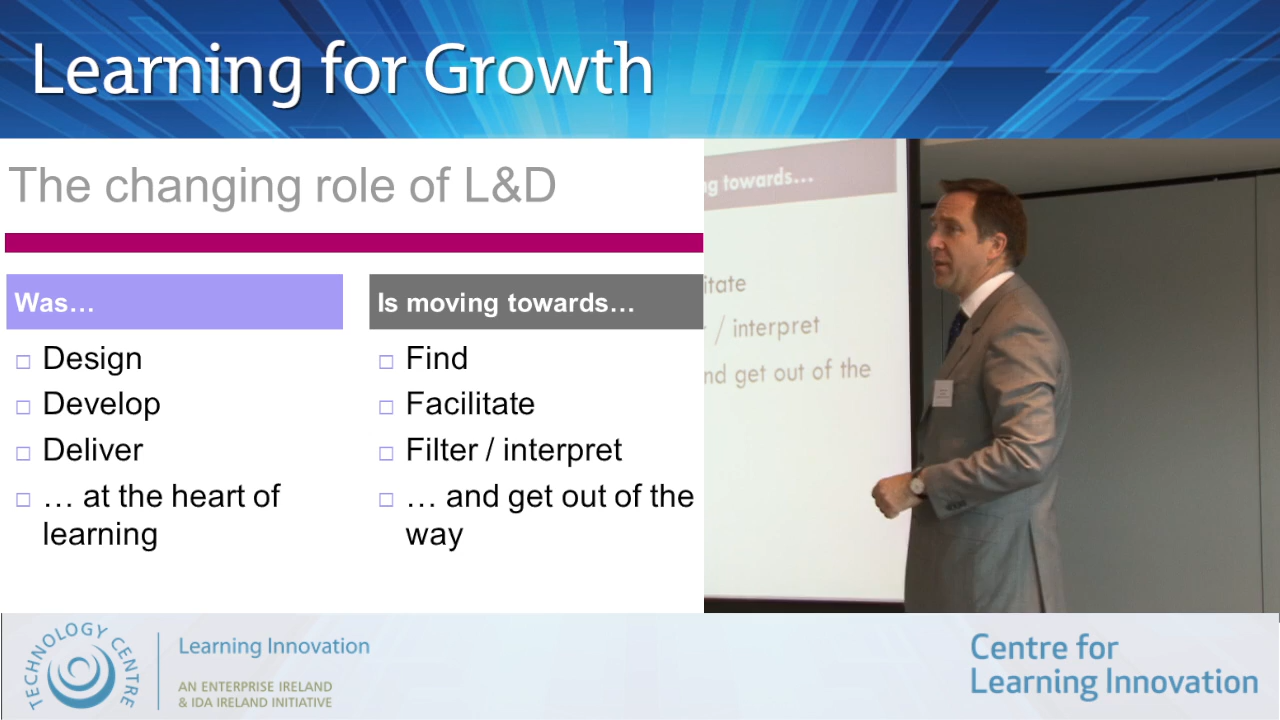 Learning for Growth
The changing role of L&D
Was…
Is moving towards…
□ Design
□ Develop
□ Deliver
□ … at the heart of
learning
□ Find
□ Facilitate
□ Filter / interpret
□ … and get out of the
way
ng towards…
itate
/ interpret
nd get out of the
TECHNOLOGY CENTRE
Learning Innovation
AN ENTERPRISE IRELAND
& IDA IRELAND INITIATIVE
Centre for
Learning Innovation